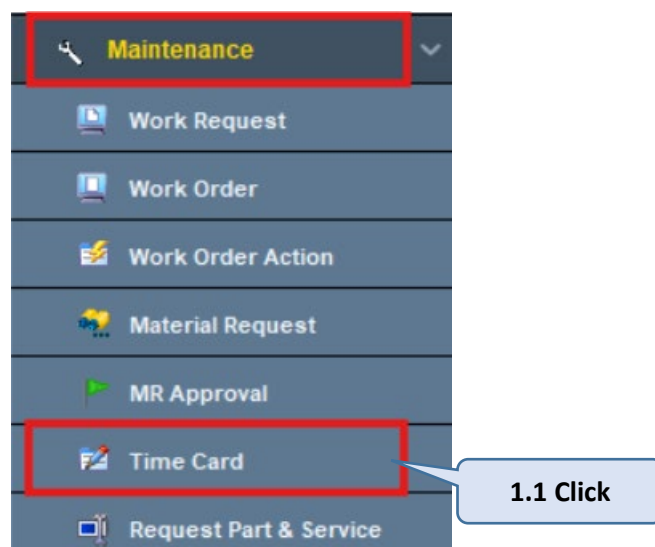 Maintenance
Work Request
Work Order
Work Order Action
Material Request
MR Approval
Time Card
1.1 Click
Request Part & Service